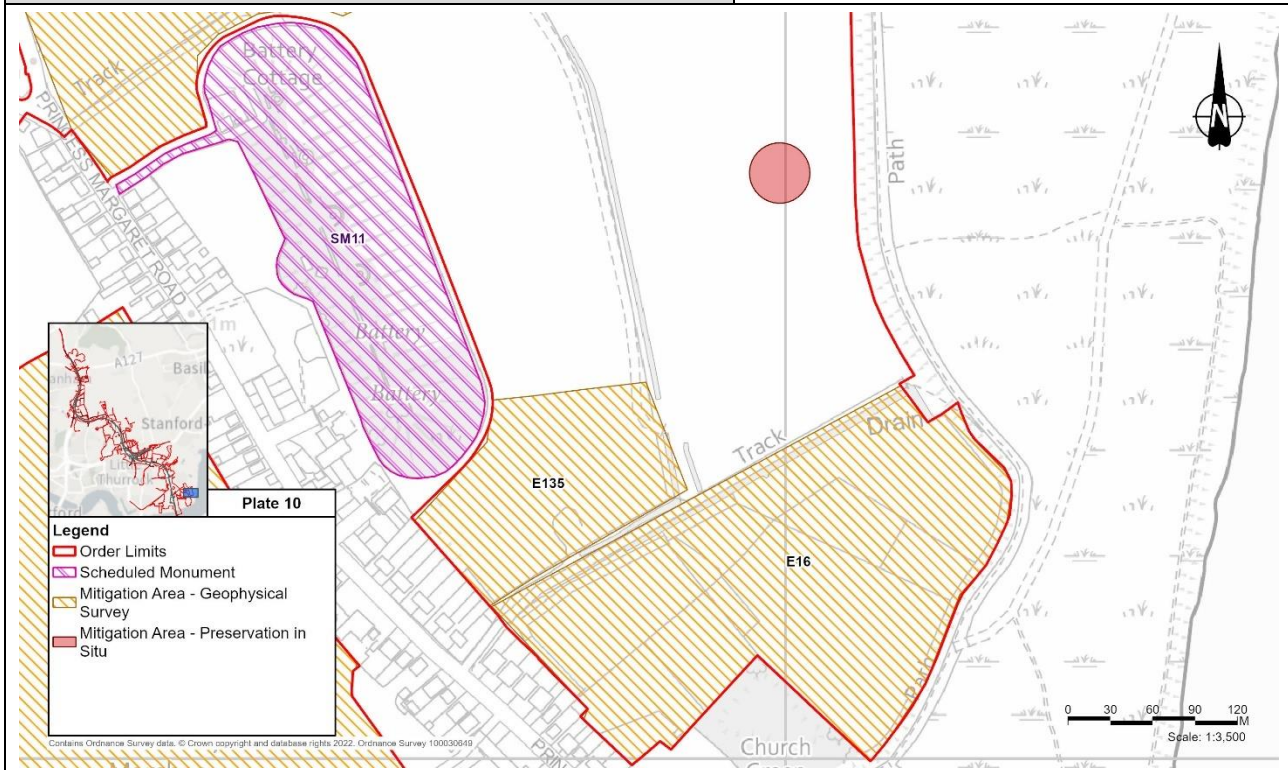 Battery
Cottage
Track
PRINCESS MARGARET ROAD
SM11
Battery
Battery
Path
N
A127
Basil
Stanford
Plate 10
Legend
Order Limits
Scheduled Monument
Mitigation Area - Geophysical
Survey
Mitigation Area - Preservation in
Situ
Track
Drain
E135
E16
Path
Church
0 30 60 90 120
M
Scale: 1:3,500
Contains Ordnance Survey data. © Crown copyright and database rights 2022. Ordnance Survey 100030649